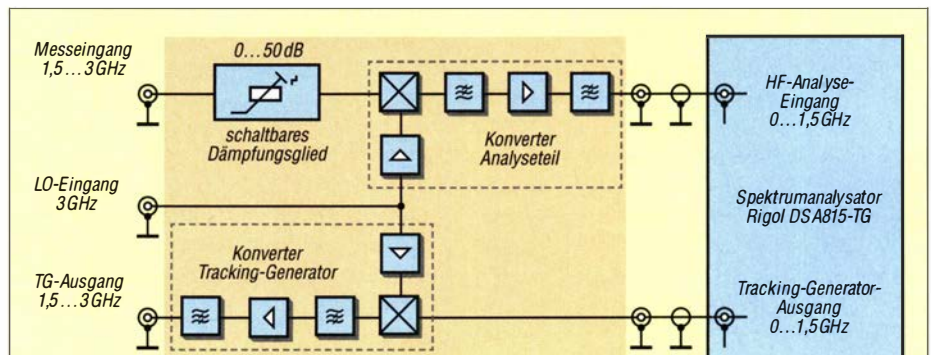 Messeingang
1,5...3GHz
0...50dB
schaltbares
Dämpfungsglied
Konverter
Analyseteil
HF-Analyse-
Eingang
0...1,5GHz
LO-Eingang
3GHz
Spektrumanalysator
Rigol DSA815-TG
Konverter
Tracking-Generator
TG-Ausgang
1,5...3GHz
Tracking-Generator-
Ausgang
0...1,5GHz